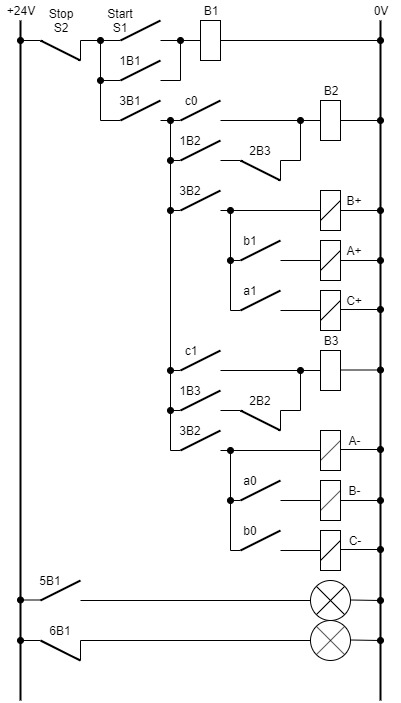 +24V
Stop
S2
Start
S1
B1
0V
1B1
3B1
c0
B2
1B2
2B3
3B2
B+
b1
A+
a1
C+
c1
B3
1B3
2B2
3B2
A-
a0
B-
b0
C-
5B1
6B1